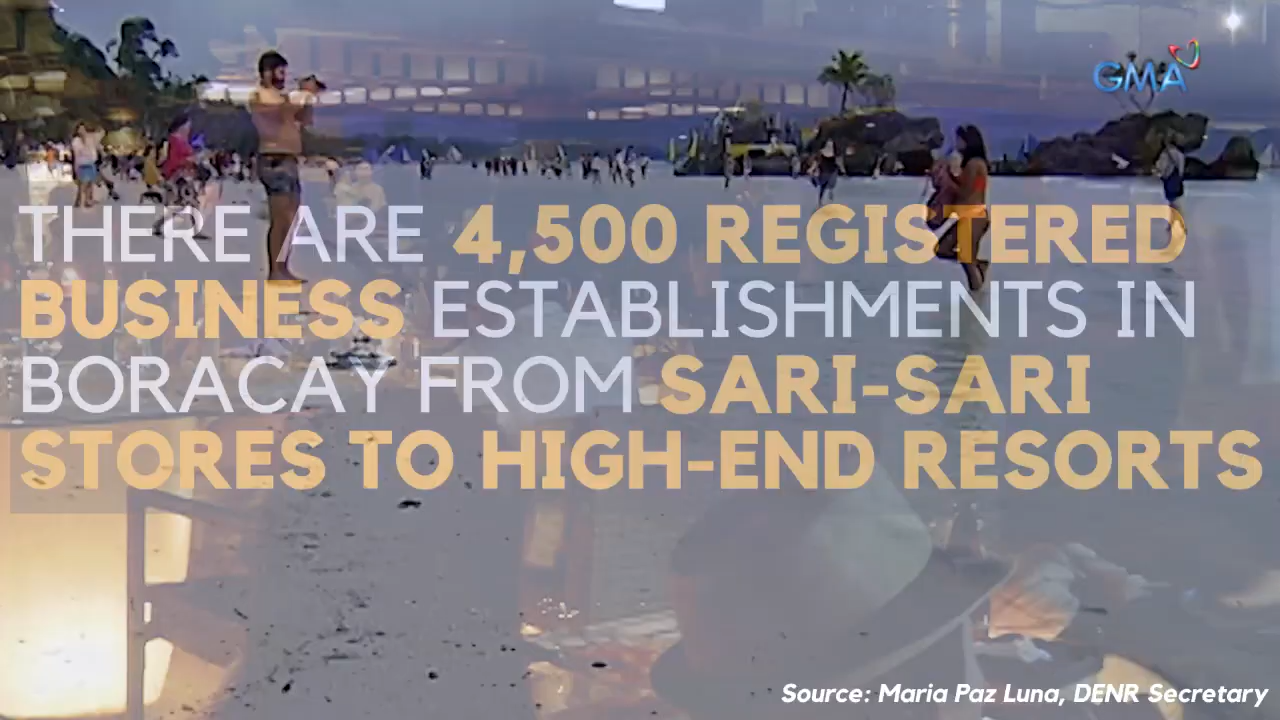 GMA
THERE ARE 4,500 REGISTERED
BUSINESS ESTABLISHMENTS IN
BORACAY FROM SARI-SARI
STORES TO HIGH-END RESORTS
Source: Maria Paz Luna, DENR Secretary